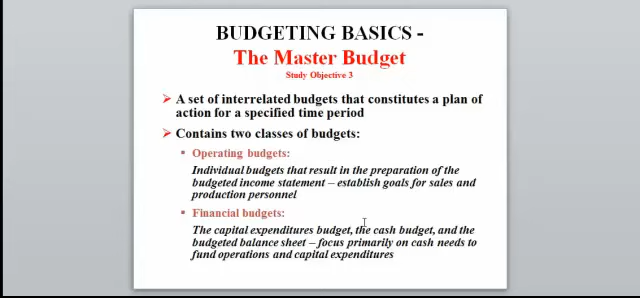 BUDGETING BASICS -
The Master Budget
Study Objective 3
A set of interrelated budgets that constitutes a plan of
action for a specified time period
Contains two classes of budgets:
Operating budgets:
Individual budgets that result in the preparation of the
budgeted income statement – establish goals for sales and
production personnel
Financial budgets:
The capital expenditures budget, the cash budget, and the
budgeted balance sheet – focus primarily on cash needs to
fund operations and capital expenditures